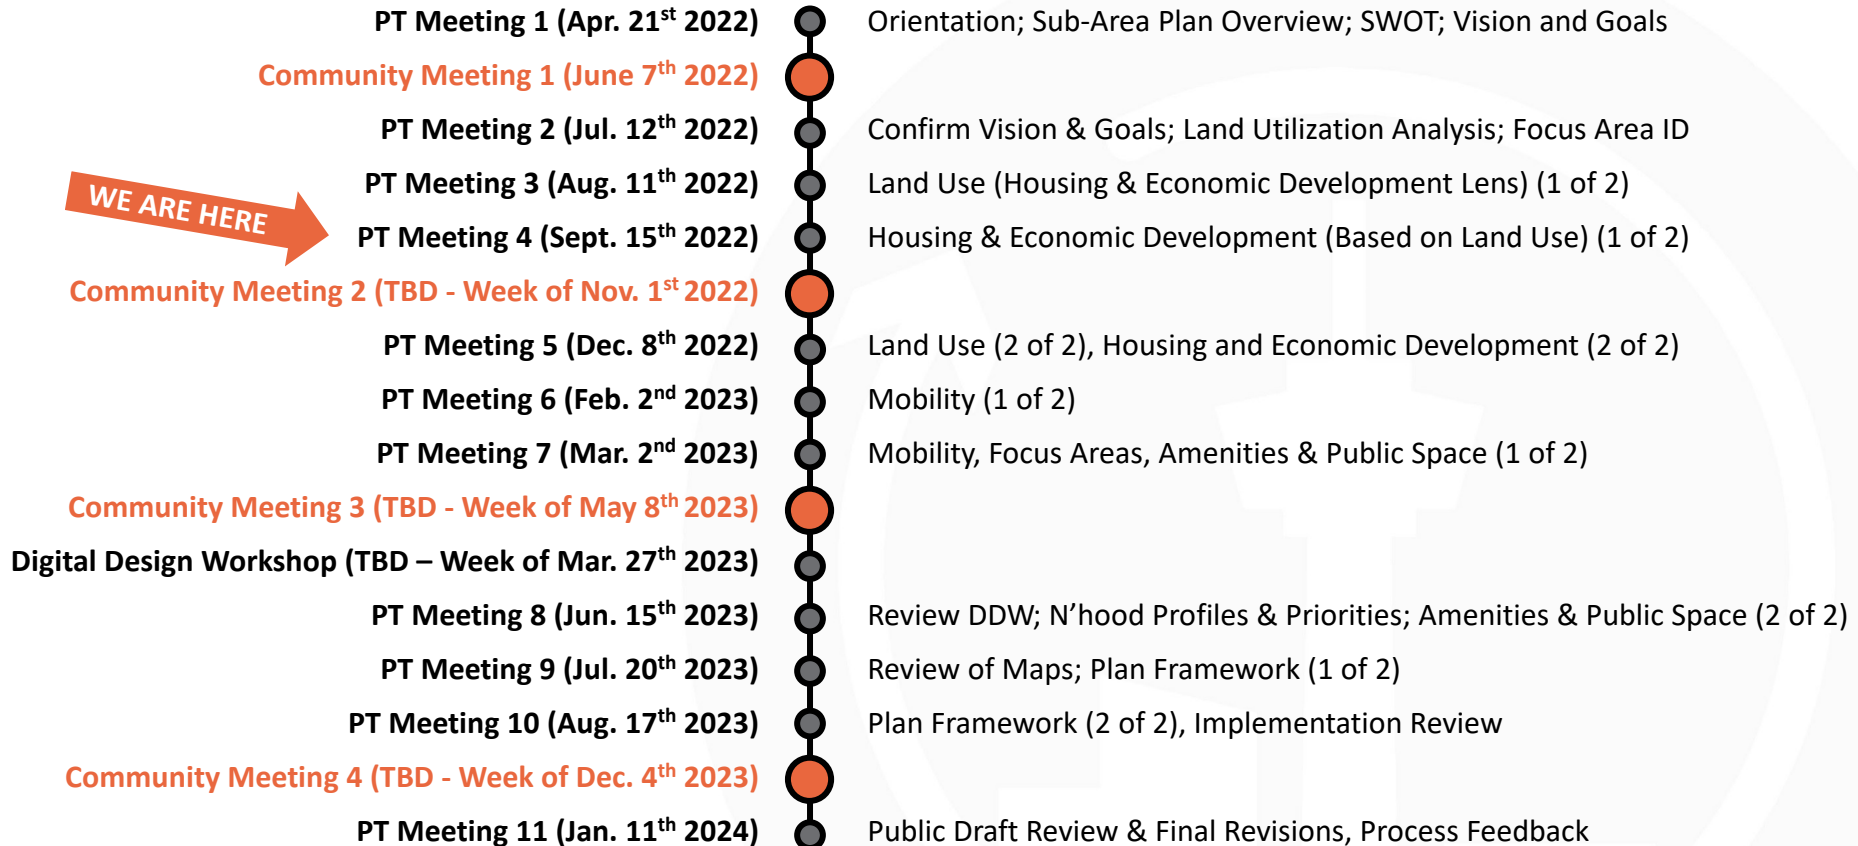 PT Meeting 1 (Apr. 21st 2022) Orientation; Sub-Area Plan Overview; SWOT; Vision and Goals
Community Meeting 1 (June 7th 2022)
PT Meeting 2 (Jul. 12th 2022) Confirm Vision & Goals; Land Utilization Analysis; Focus Area ID
PT Meeting 3 (Aug. 11th 2022) Land Use (Housing & Economic Development Lens) (1 of 2)
WE ARE HERE
PT Meeting 4 (Sept. 15th 2022) Housing & Economic Development (Based on Land Use) (1 of 2)
Community Meeting 2 (TBD - Week of Nov. 1st 2022)
PT Meeting 5 (Dec. 8th 2022) Land Use (2 of 2), Housing and Economic Development (2 of 2)
PT Meeting 6 (Feb. 2nd 2023) Mobility (1 of 2)
PT Meeting 7 (Mar. 2nd 2023) Mobility, Focus Areas, Amenities & Public Space (1 of 2)
Community Meeting 3 (TBD - Week of May 8th 2023)
Digital Design Workshop (TBD – Week of Mar. 27th 2023)
PT Meeting 8 (Jun. 15th 2023) Review DDW; N’hood Profiles & Priorities; Amenities & Public Space (2 of 2)
PT Meeting 9 (Jul. 20th 2023) Review of Maps; Plan Framework (1 of 2)
PT Meeting 10 (Aug. 17th 2023) Plan Framework (2 of 2), Implementation Review
Community Meeting 4 (TBD - Week of Dec. 4th 2023)
PT Meeting 11 (Jan. 11th 2024) Public Draft Review & Final Revisions, Process Feedback